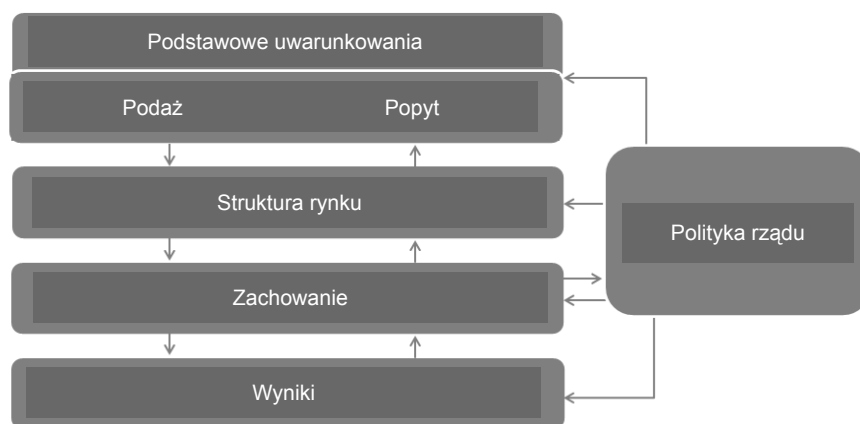 Podstawowe uwarunkowania
Podaż Popyt
Struktura rynku
Polityka rządu
Zachowanie
Wyniki